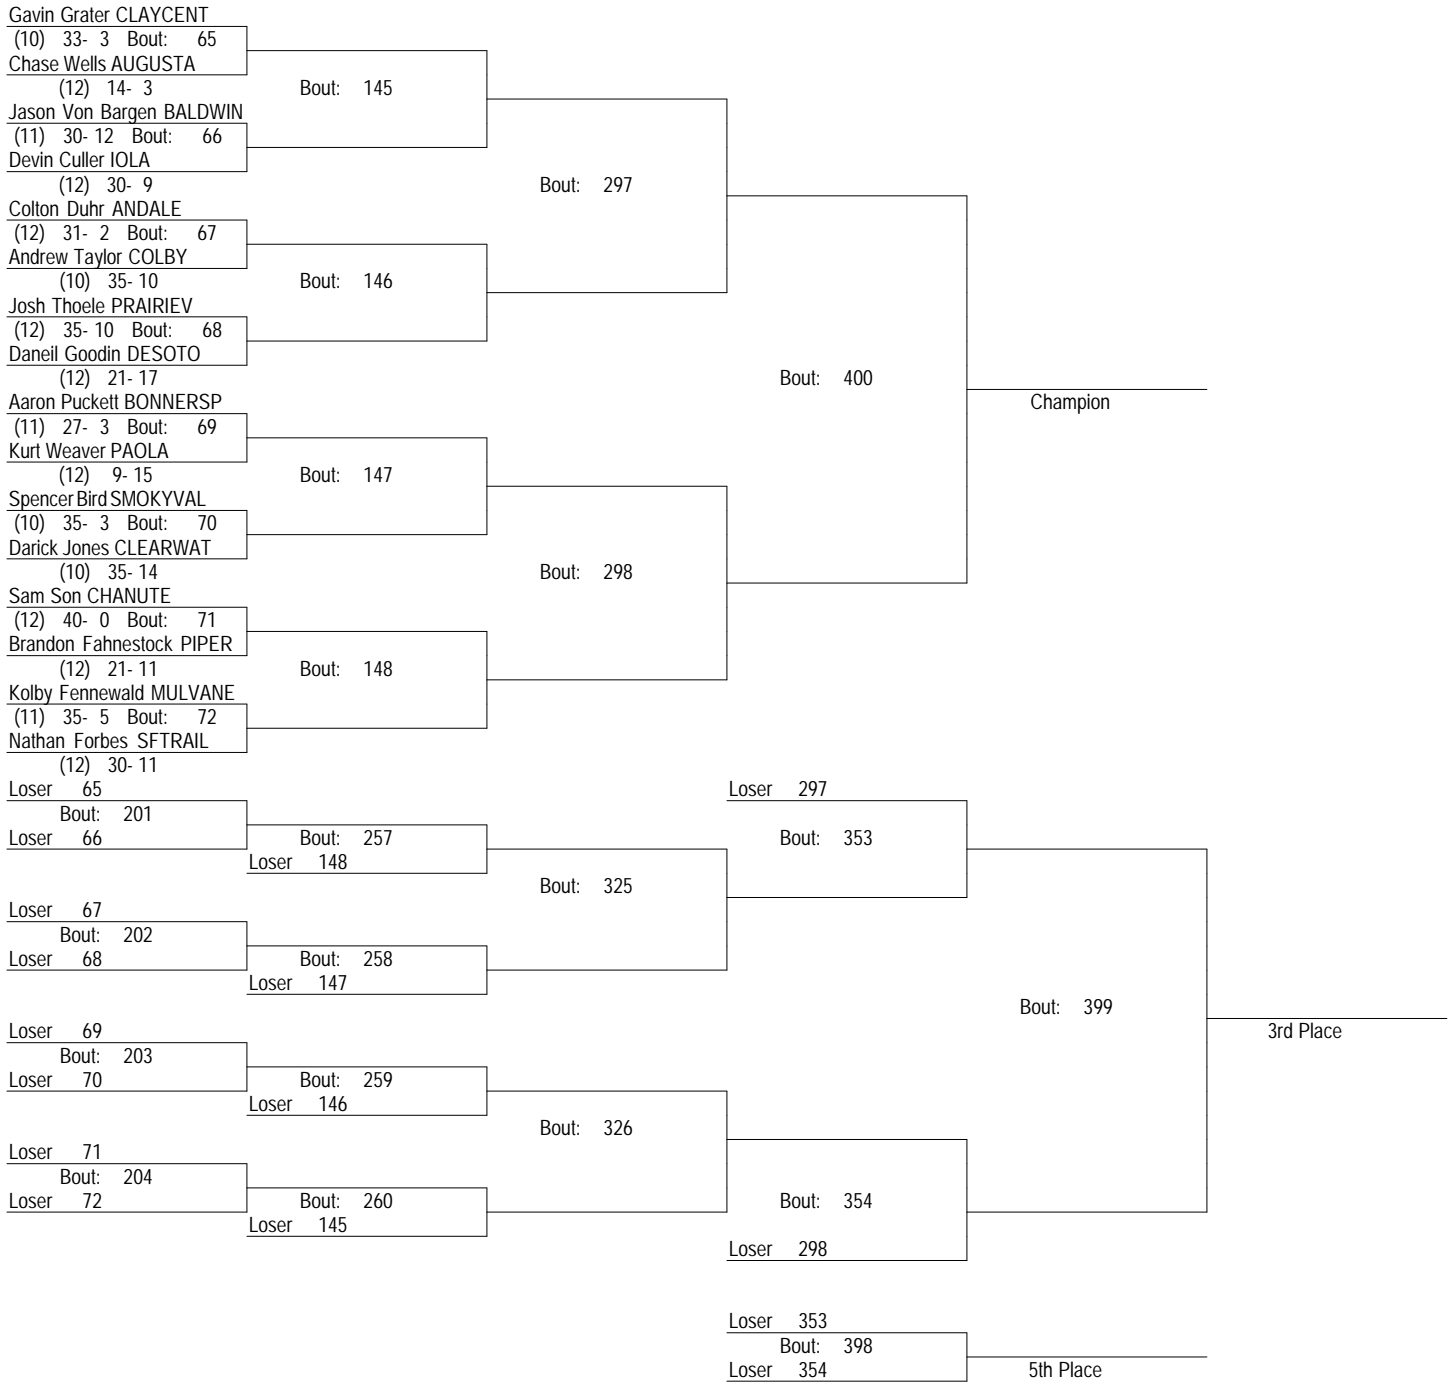 Gavin Grater CLAYCENT
(10) 33- 3 Bout: 65
Chase Wells AUGUSTA
(12) 14- 3
Bout: 145
Jason Von Bargen BALDWIN
(11) 30- 12 Bout: 66
Devin Culler IOLA
(12) 30- 9
Bout: 297
Colton Duhr ANDALE
(12) 31- 2 Bout: 67
Andrew Taylor COLBY
(10) 35- 10
Bout: 146
Josh Thoele PRAIRIEV
(12) 35- 10 Bout: 68
Daneil Goodin DESOTO
(12) 21- 17
Bout: 400
Champion
Aaron Puckett BONNERSP
(11) 27- 3 Bout: 69
Kurt Weaver PAOLA
(12) 9- 15
Bout: 147
Spencer Bird SMOKYVAL
(10) 35- 3 Bout: 70
Darick Jones CLEARWAT
(10) 35- 14
Bout: 298
Sam Son CHANUTE
(12) 40- 0 Bout: 71
Brandon Fahnestock PIPER
(12) 21- 11
Bout: 148
Kolby Fennewald MULVANE
(11) 35- 5 Bout: 72
Nathan Forbes SFTRAIL
(12) 30- 11
Loser 65
Bout: 201
Loser 66
Bout: 257
Loser 148
Loser 297
Bout: 353
Bout: 325
Loser 67
Bout: 202
Loser 68
Bout: 258
Loser 147
Bout: 399
3rd Place
Loser 69
Bout: 203
Loser 70
Bout: 259
Loser 146
Bout: 326
Loser 71
Bout: 204
Loser 72
Bout: 260
Loser 145
Bout: 354
Loser 298
Loser 353
Bout: 398
Loser 354
5th Place